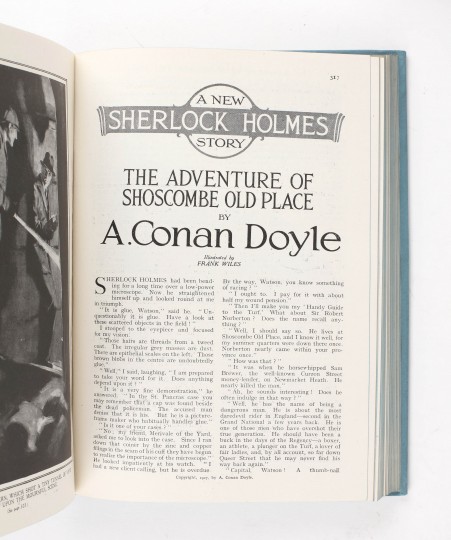 317
A NEW
SHERLOCK HOLMES
STORY
THE ADVENTURE OF
SHOSCOMBE OLD PLACE
BY
A. Conan Doyle
Illustrated by
FRANK WILES
SHERLOCK HOLMES had been bend-
ing for a long time over a low-power
microscope. Now he straightened
himself up and looked round at me
in triumph.
"It is glue, Watson," said he. "Un-
questionably it is glue. Have a look at
these scattered objects in the field!"
I stooped to the eyepiece and focused
for my vision.
"Those hairs are threads from a tweed
coat. The irregular grey masses are dust.
There are epithelial scales on the left. Those
brown blobs in the centre are undoubtedly
glue."
"Well," I said, laughing, "I am prepared
to take your word for it. Does anything
depend upon it?"
"It is a very fine demonstration," he
answered. "In the St. Pancras case you
may remember that a cap was found beside
the dead policeman. The accused man
denies that it is his. But he is a picture-
frame maker who habitually handles glue."
"Is it one of your cases?"
"No; my friend, Merivale of the Yard,
asked me to look into the case. Since I ran
down that coiner by the zinc and copper
filings in the seam of his cuff they have begun
to realize the importance of the microscope."
He looked impatiently at his watch. "I
had a new client calling, but he is overdue.
By the way, Watson, you know something
of racing?"
"I ought to. I pay for it with about
half my wound pension."
"Then I'll make you my 'Handy Guide
to the Turf.' What about Sir Robert
Norberton? Does the name recall any-
thing?"
"Well, I should say so. He lives at
Shoscombe Old Place, and I know it well, for
my summer quarters were down there once.
Norberton nearly came within your pro-
vince once."
"How was that?"
"It was when he horsewhipped Sam
Brewer, the well-known Curzon Street
money-lender, on Newmarket Heath. He
nearly killed the man."
"Ah, he sounds interesting! Does he
often indulge in that way?"
"Well, he has the name of being a
dangerous man. He is about the most
daredevil rider in England—second in the
Grand National a few years back. He is
one of those men who have overshot their
true generation. He should have been a
buck in the days of the Regency—a boxer,
an athlete, a plunger on the Turf, a lover of
fair ladies, and, by all account, so far down
Queer Street that he may never find his
way back again."
"Capital, Watson! A thumb-nail
Copyright, 1927, by A. Conan Doyle.